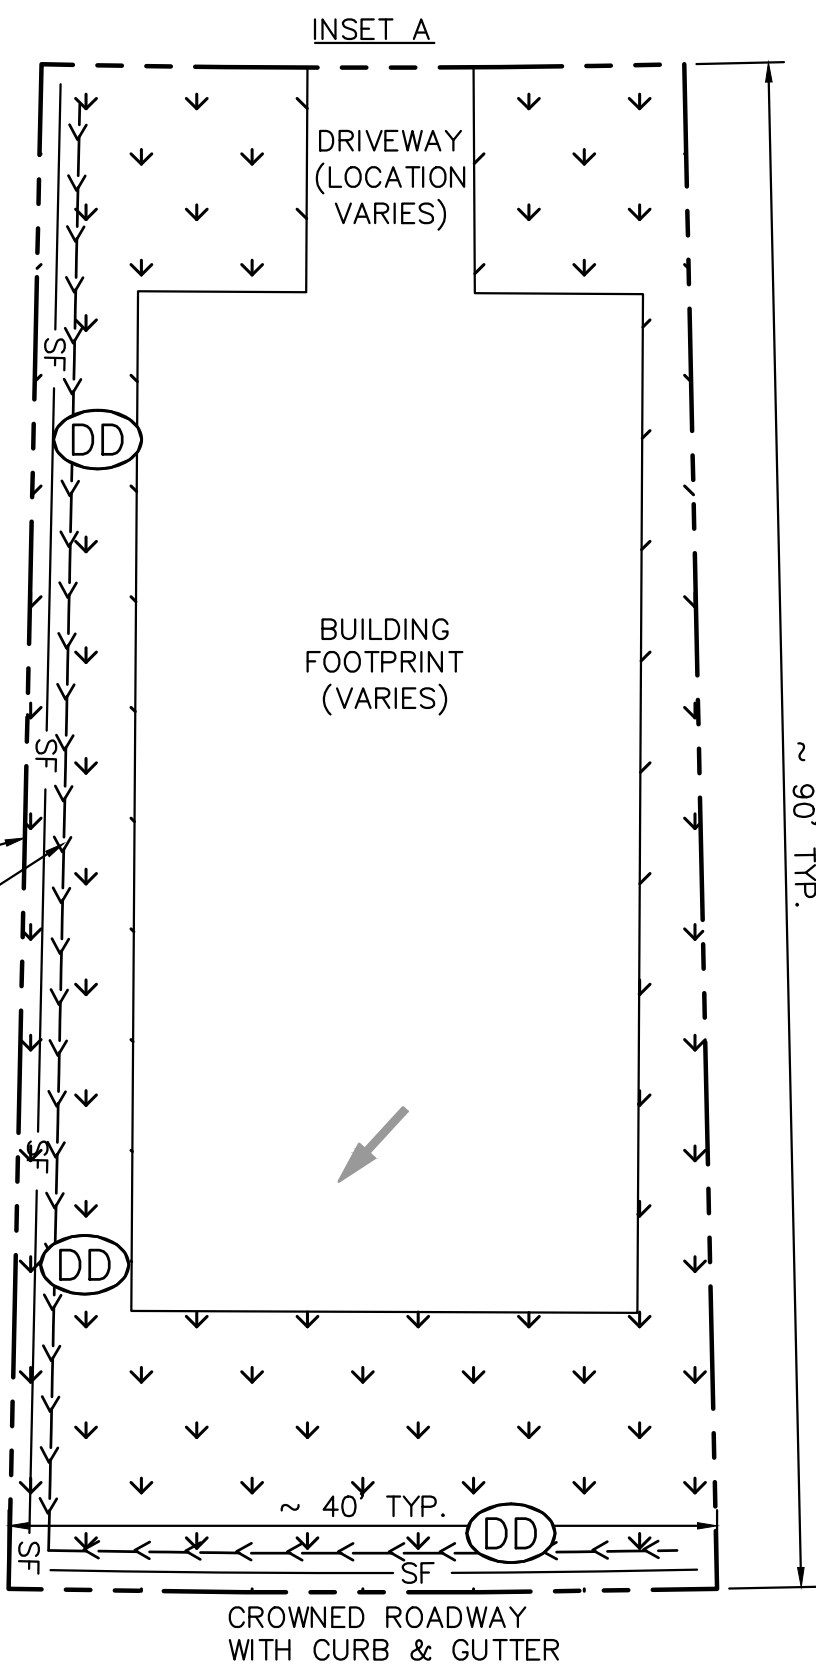 INSET A
DRIVEWAY
(LOCATION
VARIES)
SF
DD
BUILDING
FOOTPRINT
(VARIES)
SF
~ 90' TYP.
SF
DD
~ 40' TYP.
DD
SF
SF
CROWNED ROADWAY
WITH CURB & GUTTER